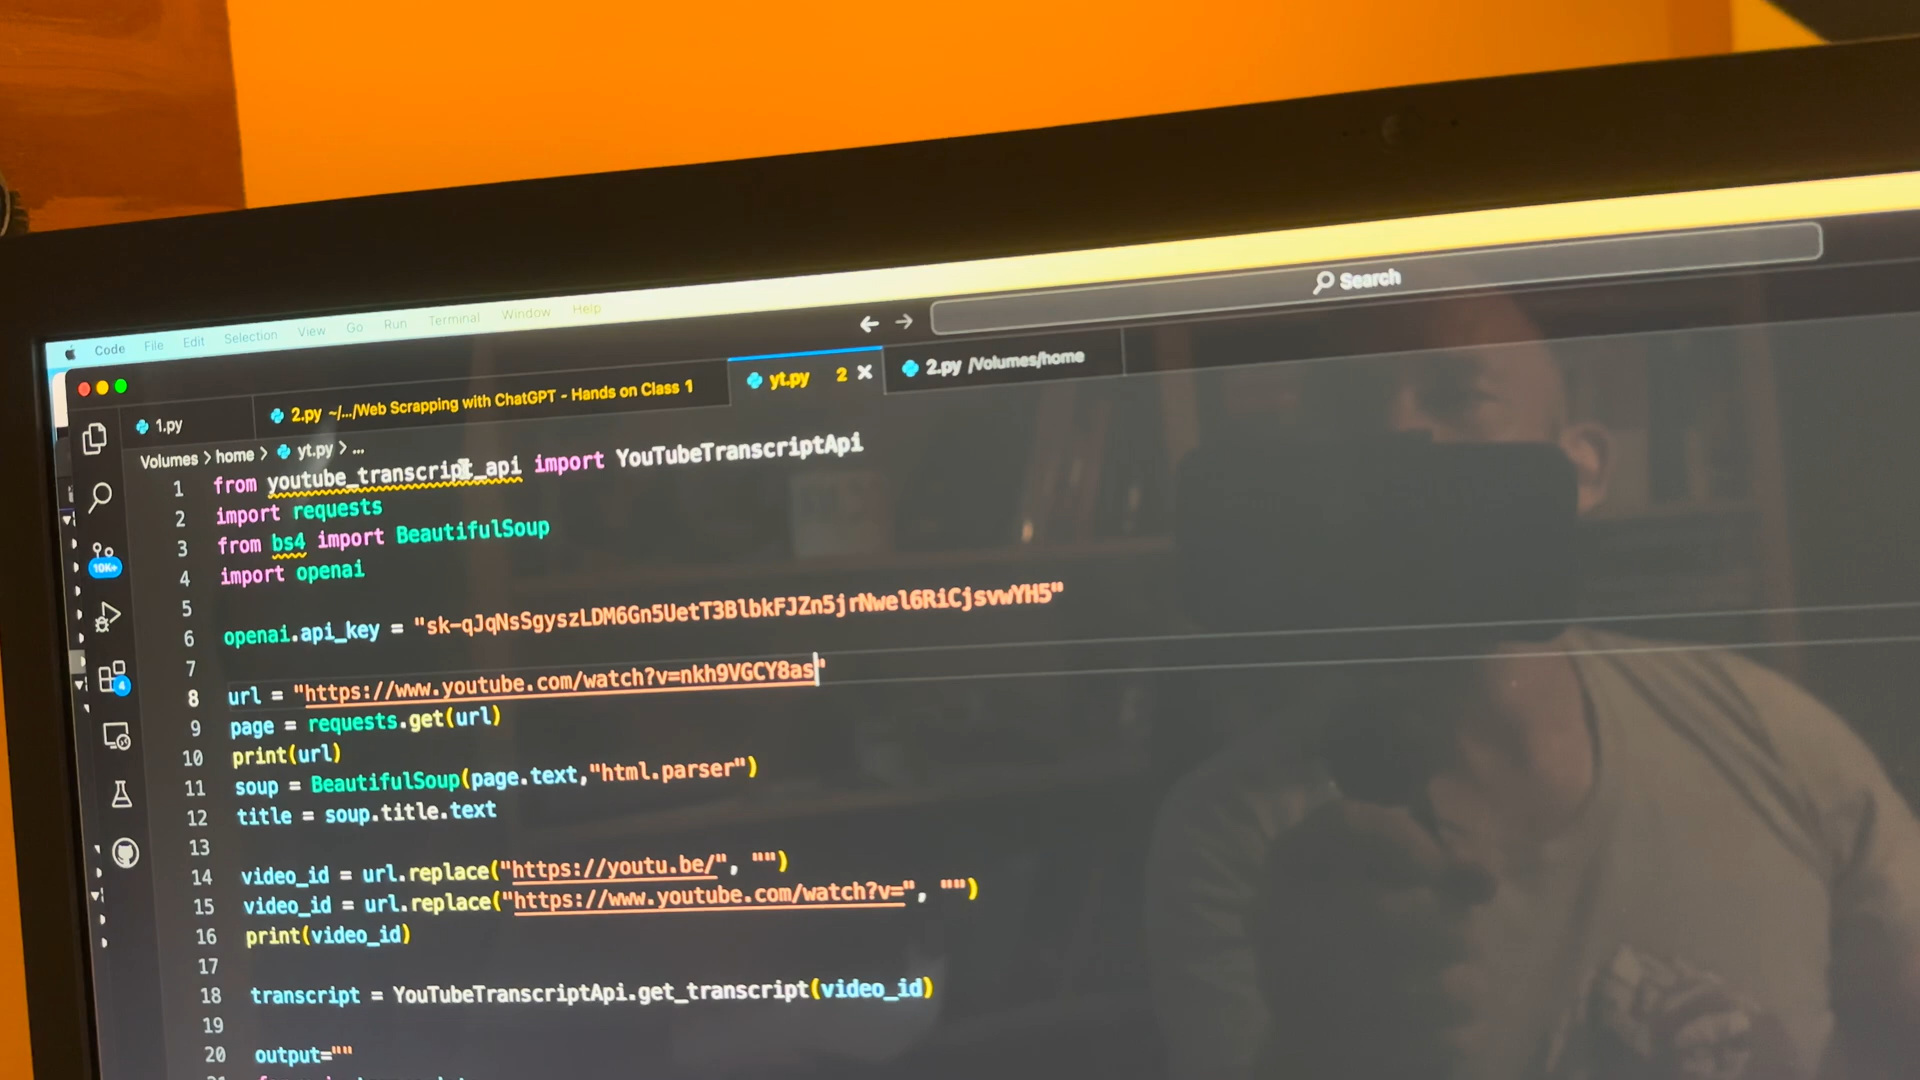 Code File Edit Selection View Go Run Terminal Window Help
Search
1.py
2.py ~/.../Web Scrapping with ChatGPT - Hands on Class 1
yt.py 2
2.py /Volumes/home
Volumes > home > yt.py > ...
10K+
4
1 from youtube_transcript_api import YouTubeTranscriptApi
2 import requests
3 from bs4 import BeautifulSoup
4 import openai
5
6 openai.api_key = "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"
7
8 url = "https://www.youtube.com/watch?v=nkh9VGCY8as"
9 page = requests.get(url)
10 print(url)
11 soup = BeautifulSoup(page.text,"html.parser")
12 title = soup.title.text
13
14 video_id = url.replace("https://youtu.be/", "")
15 video_id = url.replace("https://www.youtube.com/watch?v=", "")
16 print(video_id)
17
18 transcript = YouTubeTranscriptApi.get_transcript(video_id)
19
20 output=""